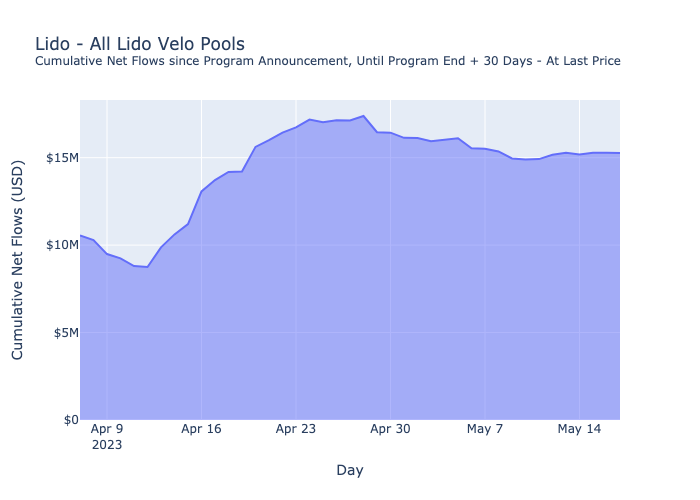 Lido - All Lido Velo Pools
Cumulative Net Flows since Program Announcement, Until Program End + 30 Days - At Last Price
Cumulative Net Flows (USD)
$15M
$10M
$5M
$0
Apr 9 Apr 16 Apr 23 Apr 30 May 7 May 14
2023
Day